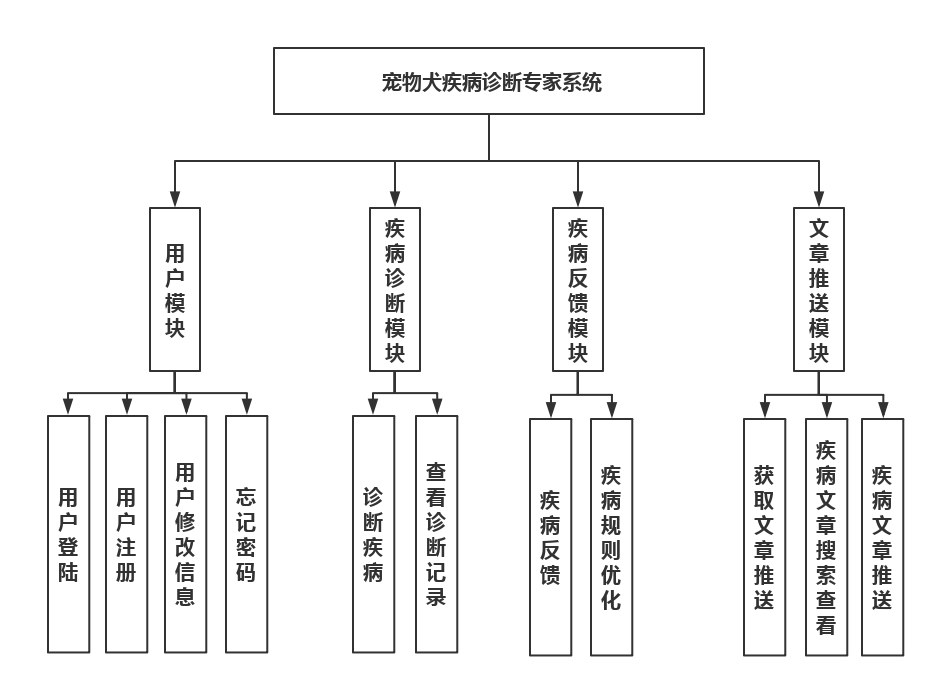 宠物犬疾病诊断专家系统
用户模块
疾病诊断模块
疾病反馈模块
文章推送模块
用户登陆
用户注册
用户修改信息
忘记密码
诊断疾病
查看诊断记录
疾病反馈
疾病规则优化
获取文章推送
疾病文章搜索查看
疾病文章推送